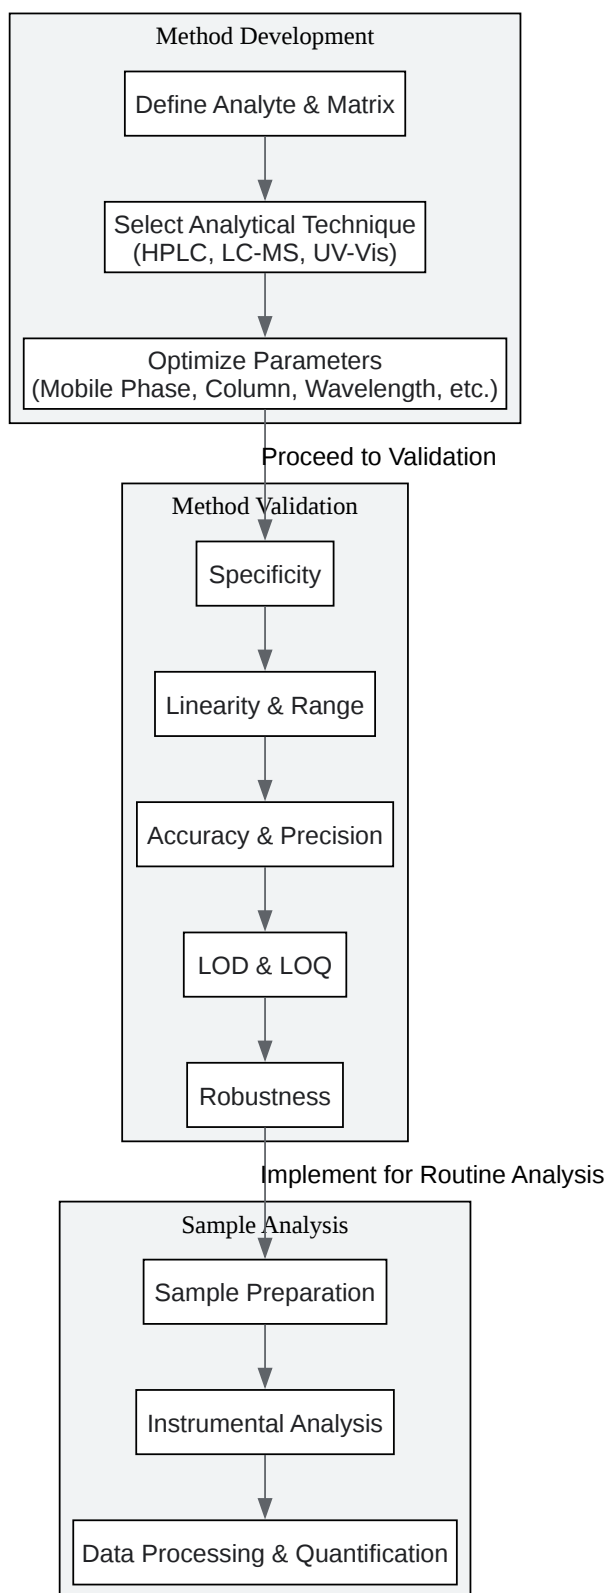 Method Development
Define Analyte & Matrix
Select Analytical Technique
(HPLC, LC-MS, UV-Vis)
Optimize Parameters
(Mobile Phase, Column, Wavelength, etc.)
Proceed to Validation
Method Validation
Specificity
Linearity & Range
Accuracy & Precision
LOD & LOQ
Robustness
Implement for Routine Analysis
Sample Analysis
Sample Preparation
Instrumental Analysis
Data Processing & Quantification